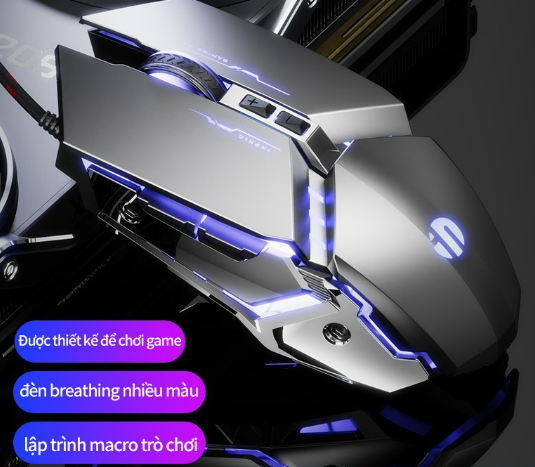 +
-
Được thiết kế để chơi game
đèn breathing nhiều màu
lập trình macro trò chơi